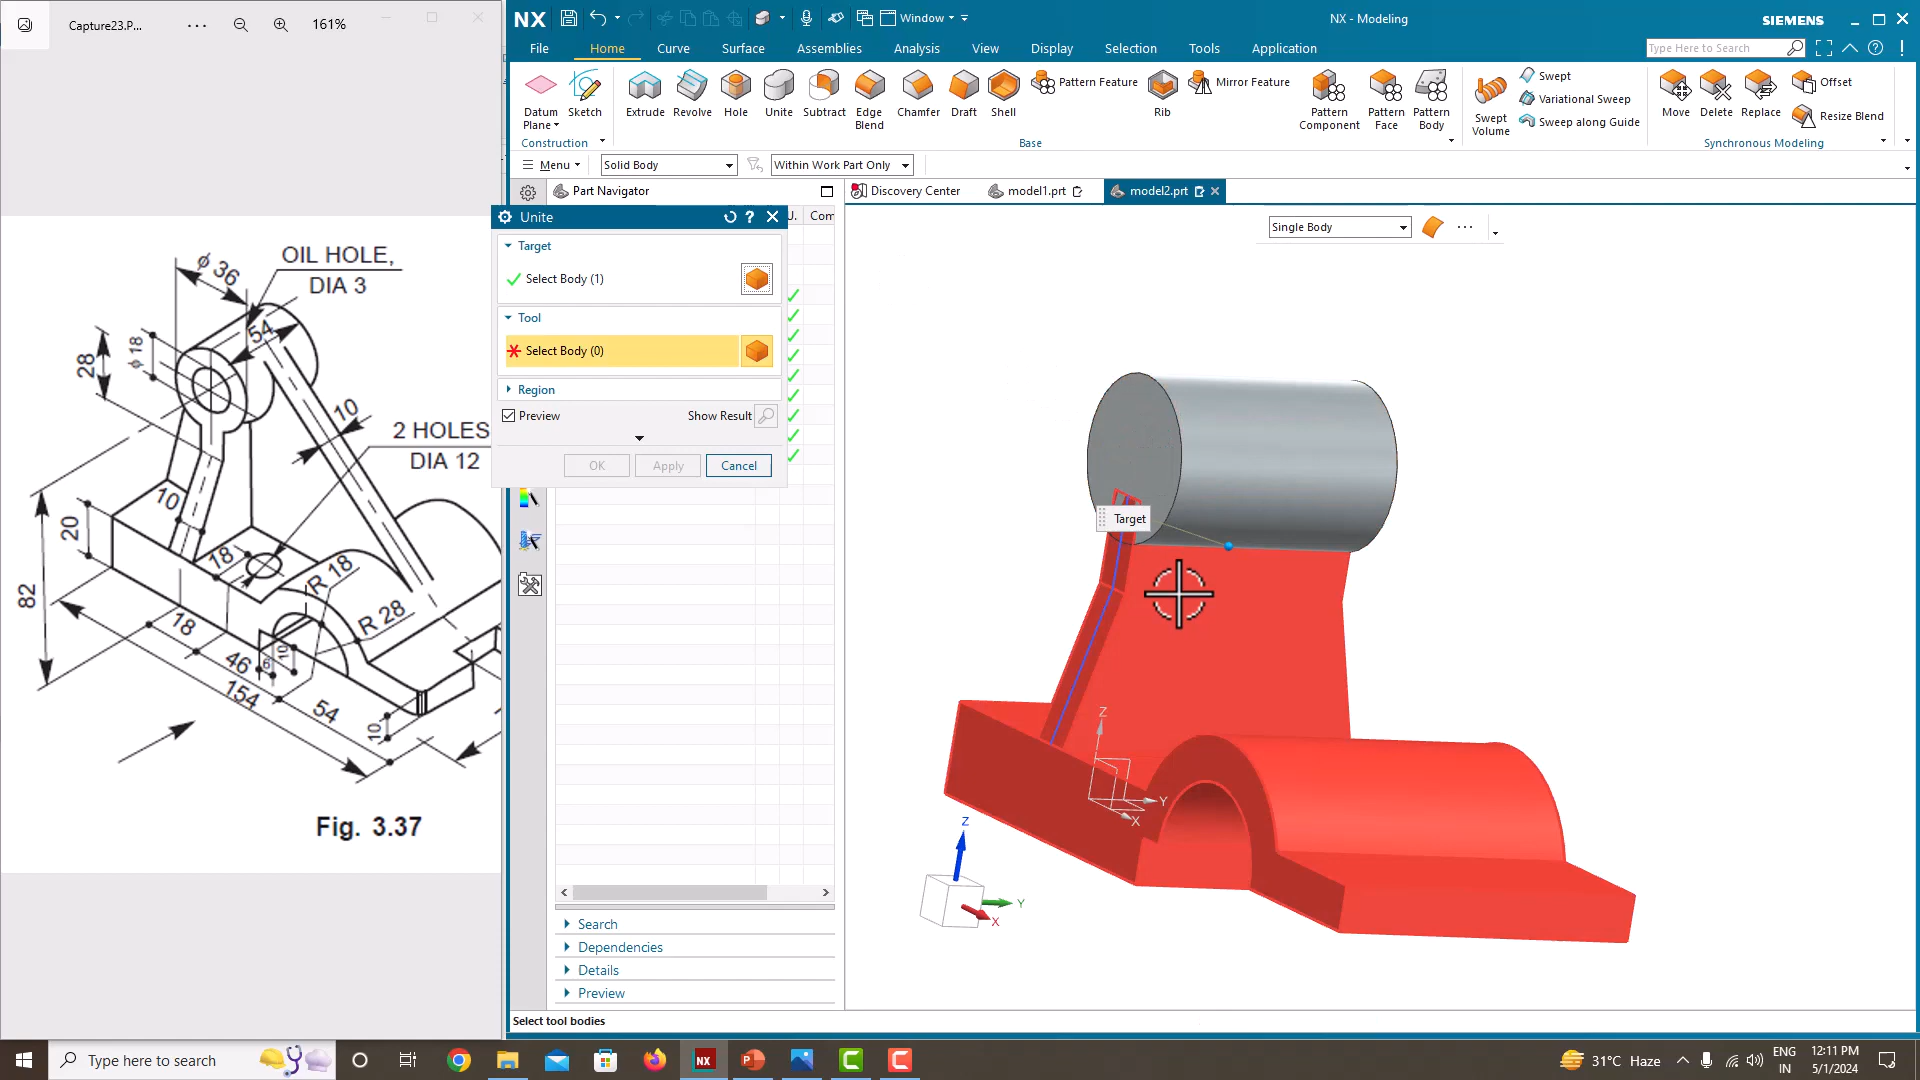 Capture23.P...
161%
NX
Window
NX - Modeling
SIEMENS
File
Home
Curve
Surface
Assemblies
Analysis
View
Display
Selection
Tools
Application
Type Here to Search
Datum
Plane
Sketch
Extrude
Revolve
Hole
Unite
Subtract
Edge
Blend
Chamfer
Draft
Shell
Pattern Feature
Rib
Mirror Feature
Pattern
Component
Pattern
Face
Pattern
Body
Swept
Volume
Swept
Variational Sweep
Sweep along Guide
Move
Delete
Replace
Offset
Resize Blend
Construction
Base
Synchronous Modeling
Menu
Solid Body
Within Work Part Only
Part Navigator
Discovery Center
model1.prt
model2.prt
Unite
Com
Single Body
Target
Select Body (1)
Tool
Select Body (0)
Region
Preview
Show Result
OK
Apply
Cancel
OIL HOLE,
DIA 3
ϕ 36
54
28
ϕ 18
10
2 HOLES
DIA 12
10
20
18
R 18
R 28
82
18
46
6
10
154
54
10
Fig. 3.37
Target
Z
Y
X
Z
Y
X
Search
Dependencies
Details
Preview
Select tool bodies
Type here to search
NX
31°C Haze
ENG
IN
12:11 PM
5/1/2024